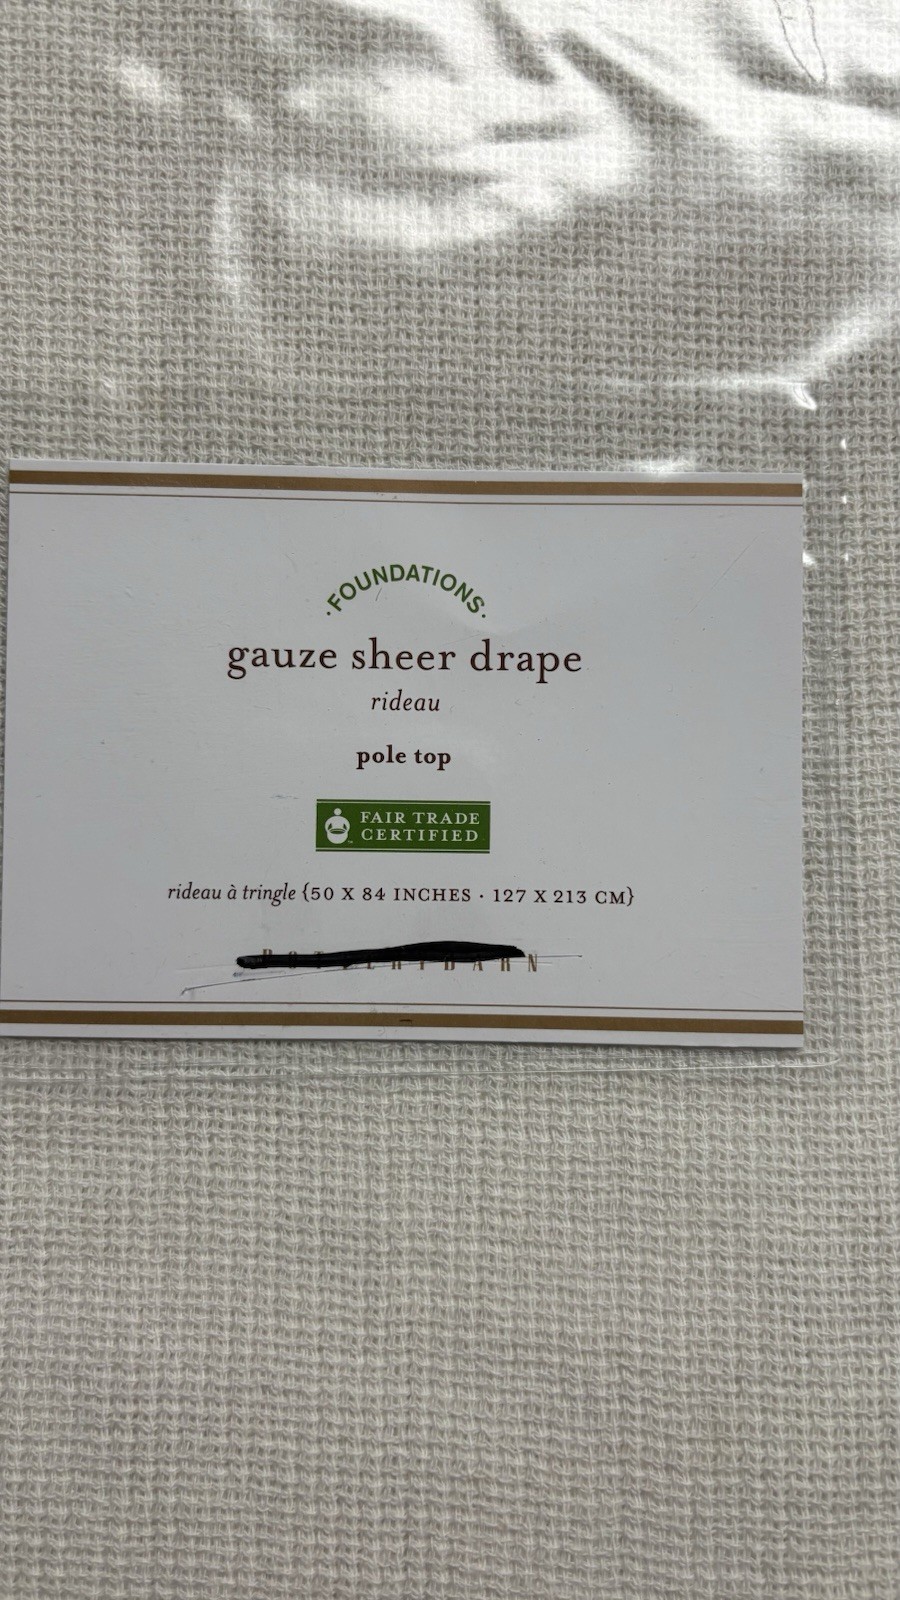 ·FOUNDATIONS·
gauze sheer drape
rideau
pole top
FAIR TRADE
CERTIFIED
rideau à tringle {50 X 84 INCHES · 127 X 213 CM}